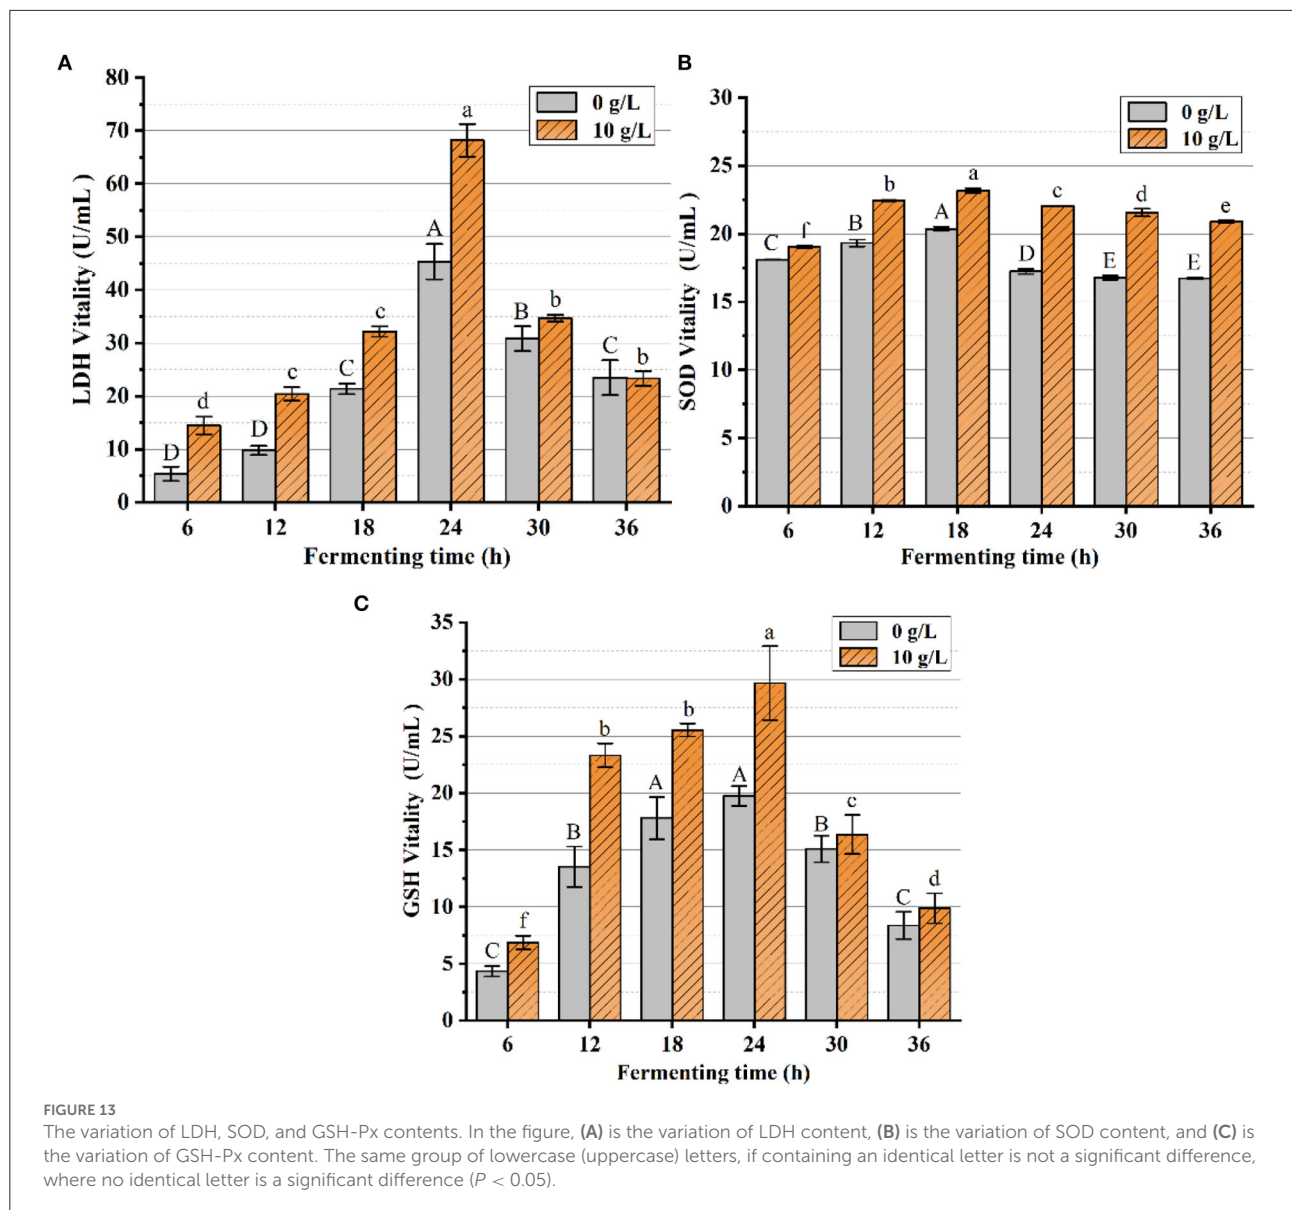 A
LDH Vitality (U/mL )
80
70
60
50
40
30
20
10
0
0 g/L
10 g/L
D
d
D
c
C
c
A
a
B
b
C
b
6 12 18 24 30 36
Fermenting time (h)
B
SOD Vitality (U/mL )
30
25
20
15
10
5
0
0 g/L
10 g/L
C
f
B
b
A
a
D
c
E
d
E
e
6 12 18 24 30 36
Fermenting time (h)
C
GSH Vitality (U/mL )
35
30
25
20
15
10
5
0
0 g/L
10 g/L
C
f
B
b
A
b
A
a
B
c
C
d
6 12 18 24 30 36
Fermenting time (h)
FIGURE 13
The variation of LDH, SOD, and GSH-Px contents. In the figure, (A) is the variation of LDH content, (B) is the variation of SOD content, and (C) is
the variation of GSH-Px content. The same group of lowercase (uppercase) letters, if containing an identical letter is not a significant difference,
where no identical letter is a significant difference (P < 0.05).